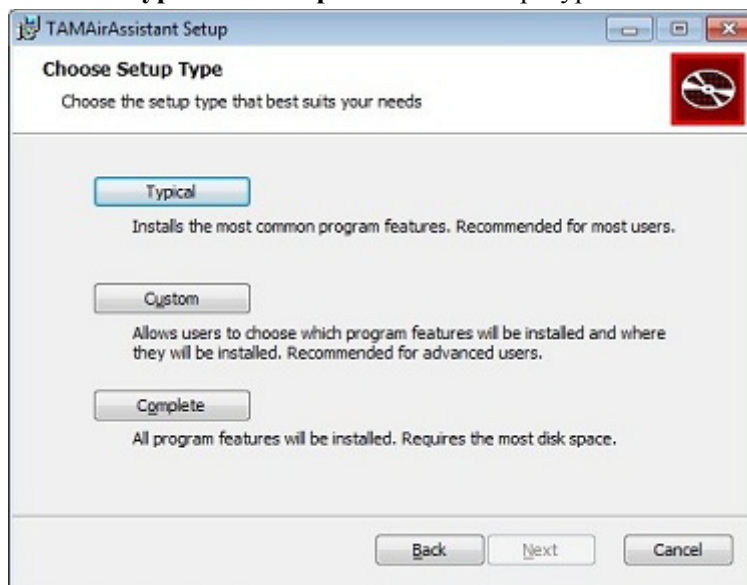 TAMAirAssistant Setup
Choose Setup Type
Choose the setup type that best suits your needs
Typical
Installs the most common program features. Recommended for most users.
Custom
Allows users to choose which program features will be installed and where
they will be installed. Recommended for advanced users.
Complete
All program features will be installed. Requires the most disk space.
Back Next Cancel